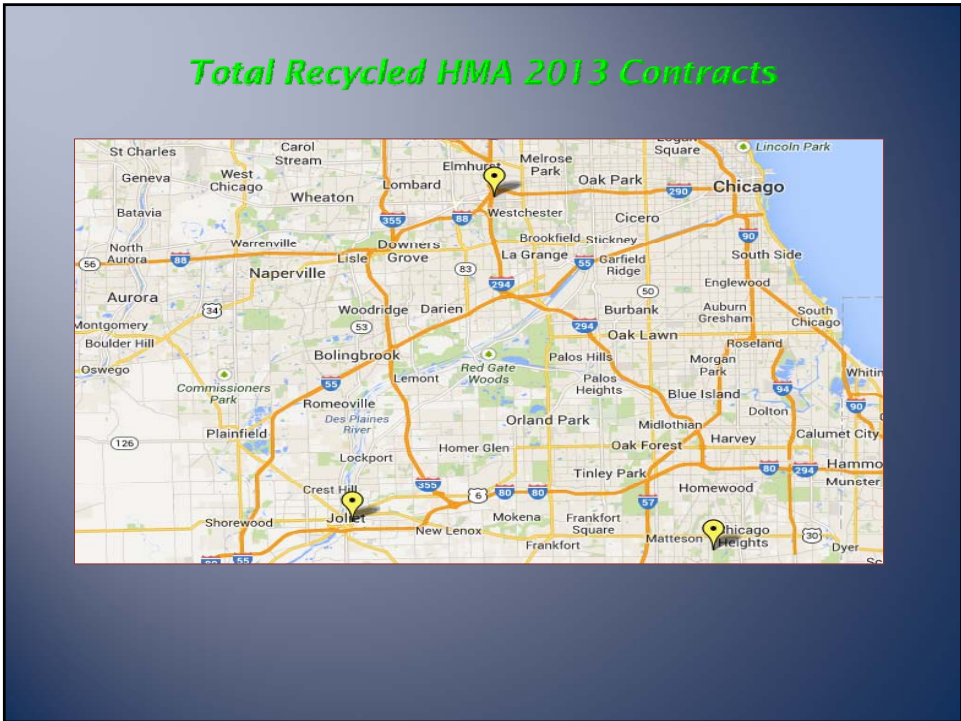 Total Recycled HMA 2013 Contracts
St Charles
Carol
Stream
Square
Lincoln Park
Geneva
West
Chicago
Elmhurst
Melrose
Park
Oak Park
290
Chicago
Wheaton
Lombard
Batavia
355
88
Westchester
Cicero
90
North
Aurora
56
88
Warrenville
Lisle
Downers
Grove
Brookfield
Stickney
La Grange
55
Garfield
Ridge
South Side
Naperville
83
294
50
Englewood
Aurora
34
Woodridge
Darien
Burbank
Auburn
Gresham
South
Chicago
Montgomery
53
294
Oak Lawn
Boulder Hill
Roseland
Oswego
Bolingbrook
Palos Hills
Morgan
Park
Whitin
Commissioners
Park
55
Lemont
Red Gate
Woods
Palos
Heights
Blue Island
94
90
Romeoville
Des Plaines
River
Orland Park
Dolton
Midlothian
126
Plainfield
Homer Glen
Oak Forest
Harvey
Calumet City
Lockport
Tinley Park
80
294
Hammo
Munster
Crest Hill
355
6
80
80
57
Homewood
Shorewood
Joliet
New Lenox
Mokena
Frankfort
Square
Matteson
Chicago
Heights
30
Dyer
Frankfort
80
55
Sc